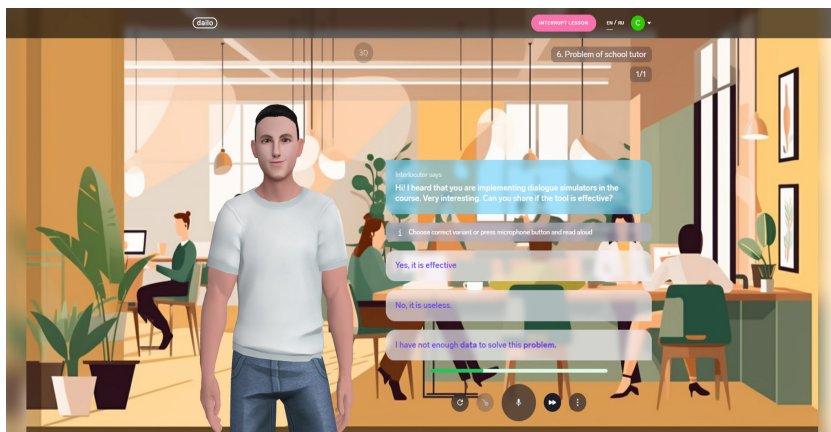 dailo
INTERRUPT LESSON
EN / RU
C
30
6. Problem of school tutor
1/1
Interlocutor says
Hi! I heard that you are implementing dialogue simulators in the
course. Very interesting. Can you share if the tool is effective?
i Choose correct variant or press microphone button and read aloud
Yes, it is effective
No, it is useless.
I have not enough data to solve this problem.